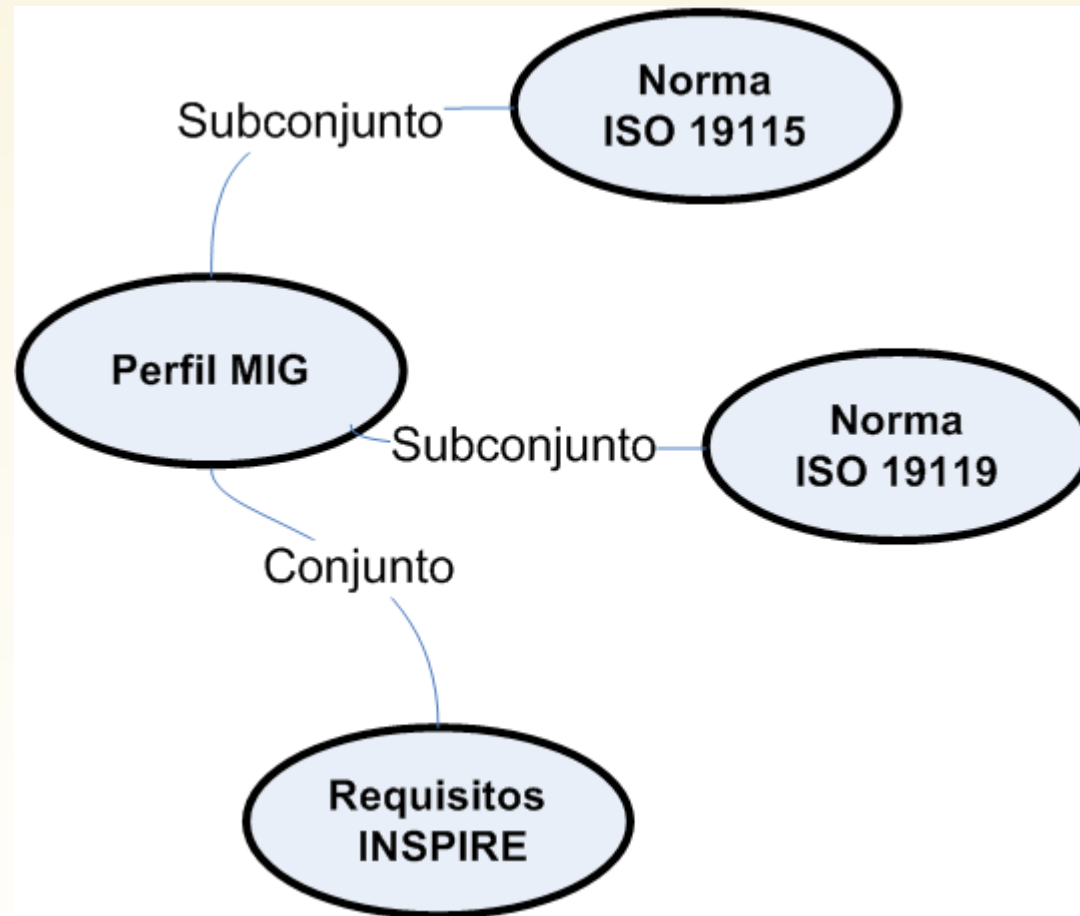 Norma
ISO 19115
Subconjunto
Perfil MIG
Norma
ISO 19119
Subconjunto
Conjunto
Requisitos
INSPIRE